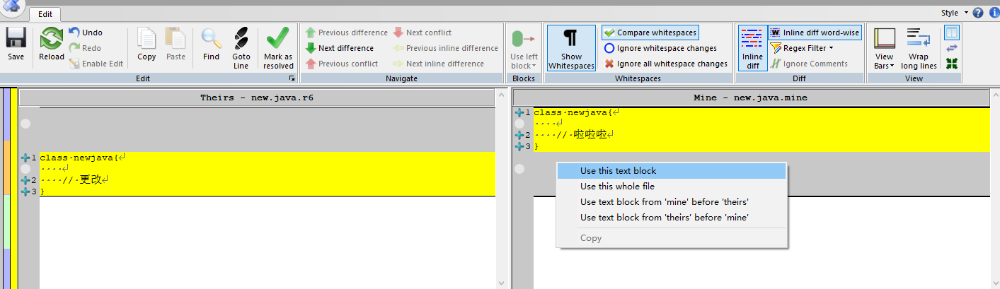 Edit
Style
Save
Reload
Undo
Redo
Enable Edit
Copy
Paste
Find
Goto Line
Mark as resolved
Edit
Previous difference
Next difference
Previous conflict
Next conflict
Previous inline difference
Next inline difference
Navigate
Use left block
Blocks
Show Whitespaces
Compare whitespaces
Ignore whitespace changes
Ignore all whitespace changes
Whitespaces
Inline diff
Inline diff word-wise
Regex Filter
Ignore Comments
Diff
View Bars
Wrap long lines
View
Theirs - new.java.r6
1 class·newjava{↲
····↲
2 ····//·更改↲
3 }
Mine - new.java.mine
1 class·newjava{↲
····↲
2 ····//·啦啦啦↲
3 }
Use this text block
Use this whole file
Use text block from 'mine' before 'theirs'
Use text block from 'theirs' before 'mine'
Copy